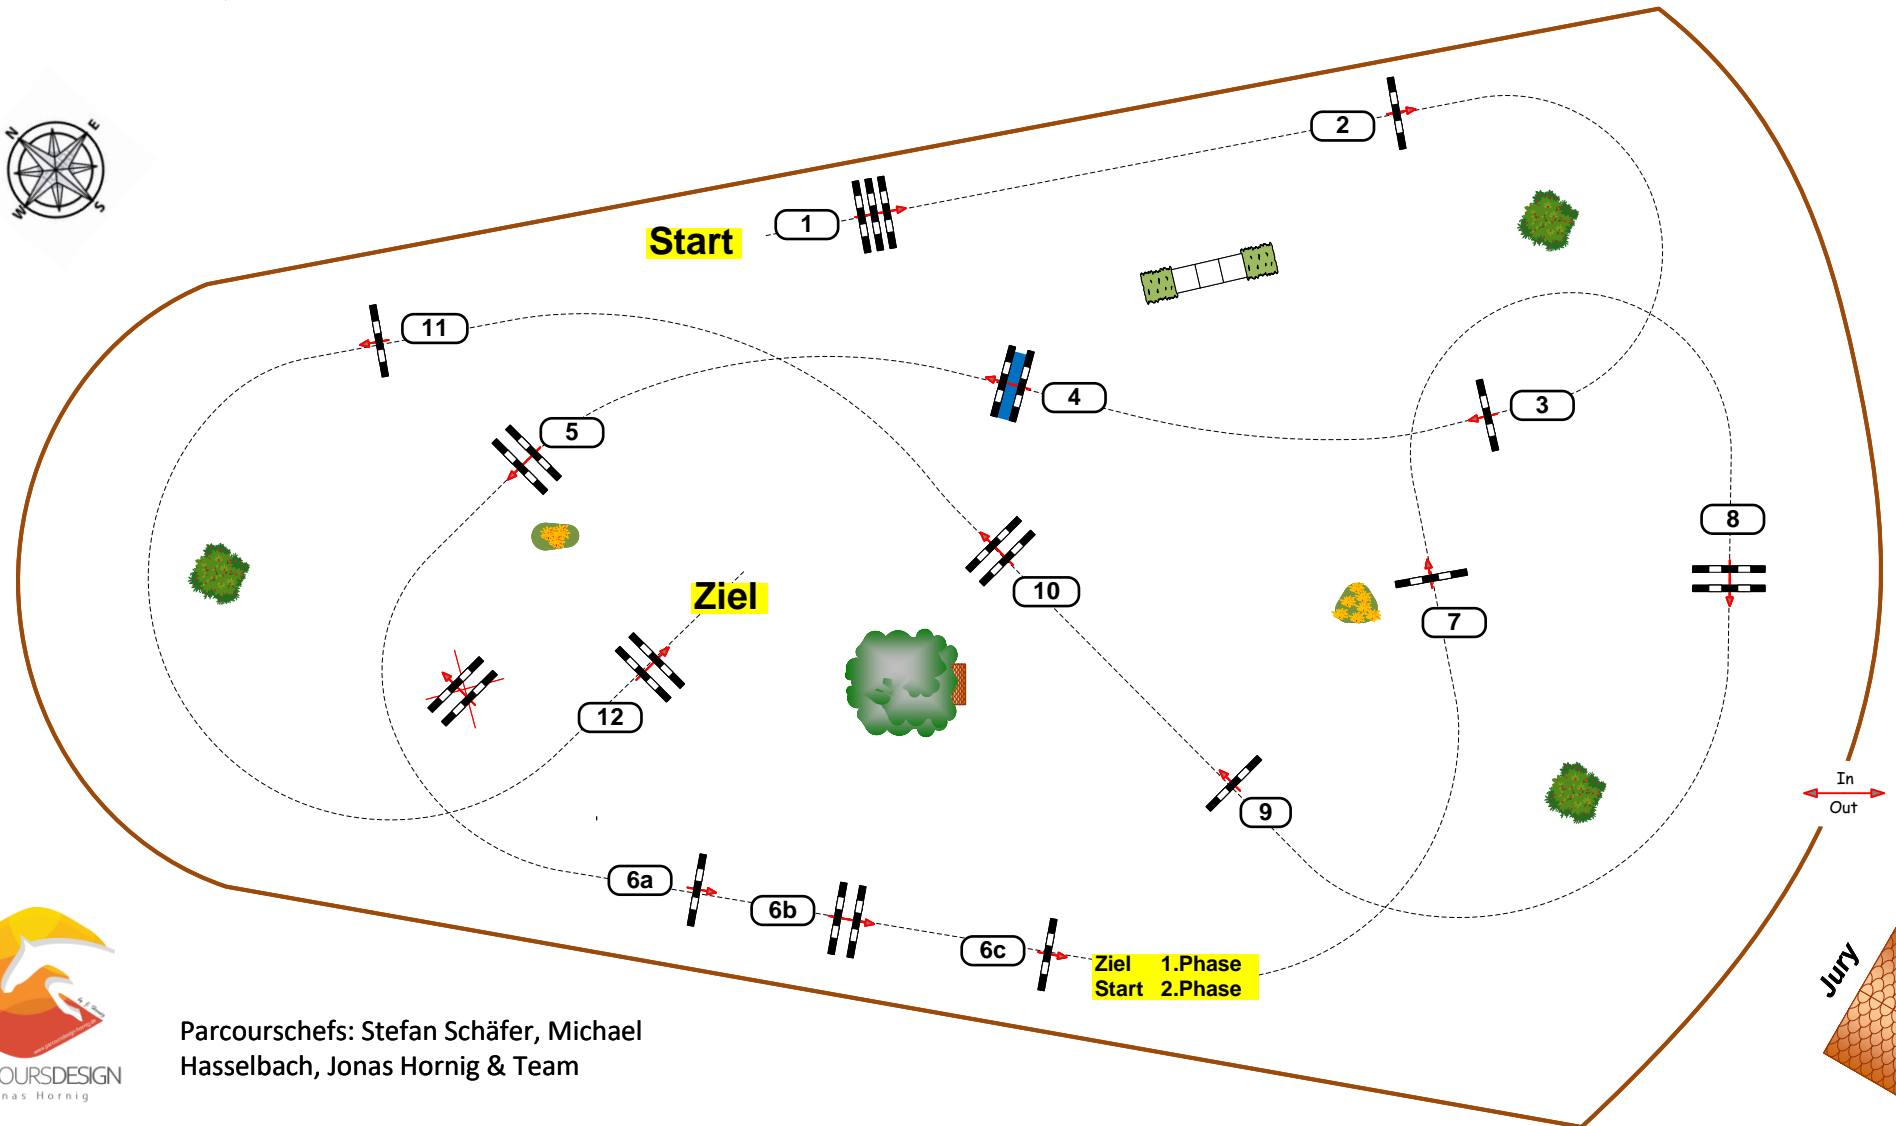 N
E
W
S
Start
1
2
3
4
5
6a
6b
6c
Ziel 1.Phase
Start 2.Phase
7
8
9
10
11
12
Ziel
In
Out
Jury
OURSDESIGN
nas Hornig
Parcourschefs: Stefan Schäfer, Michael
Hasselbach, Jonas Hornig & Team